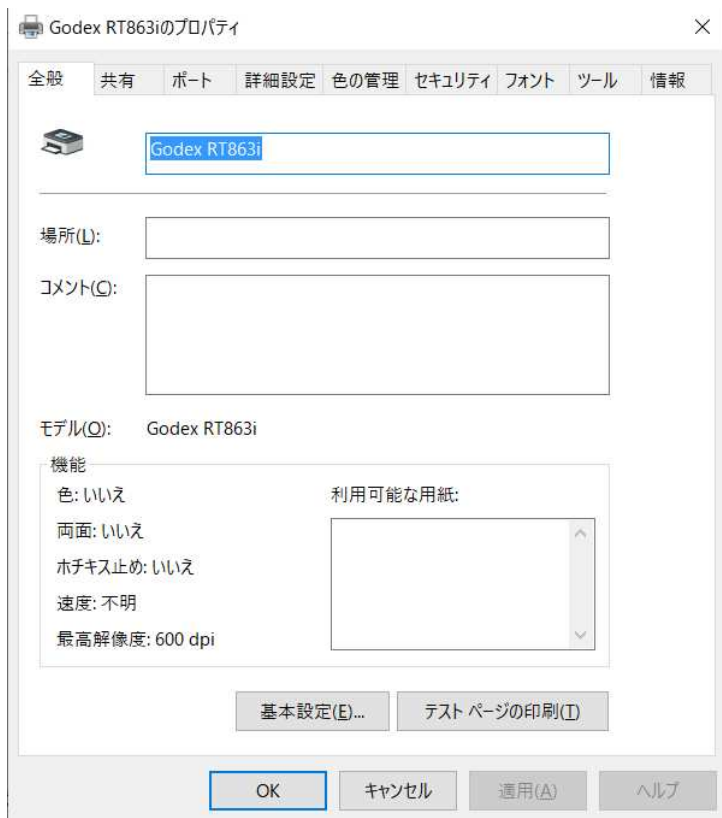 Godex RT863iのプロパティ
全般 共有 ポート 詳細設定 色の管理 セキュリティ フォント ツール 情報
Godex RT863i
場所(L):
コメント(C):
モデル(O): Godex RT863i
機能
色: いいえ 利用可能な用紙:
両面: いいえ
ホチキス止め: いいえ
速度: 不明
最高解像度: 600 dpi
基本設定(E)... テスト ページの印刷(T)
OK キャンセル 適用(A) ヘルプ